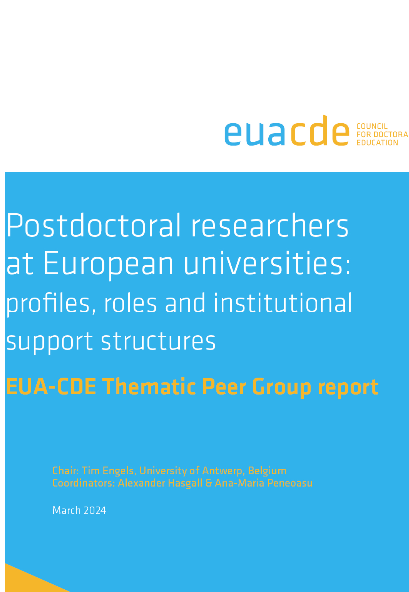 euacde
COUNCIL
FOR DOCTORA
EDUCATION
Postdoctoral researchers
at European universities:
profiles, roles and institutional
support structures
EUA-CDE Thematic Peer Group report
Chair: Tim Engels, University of Antwerp, Belgium
Coordinators: Alexander Hasgall & Ana-Maria Peneoasu
March 2024